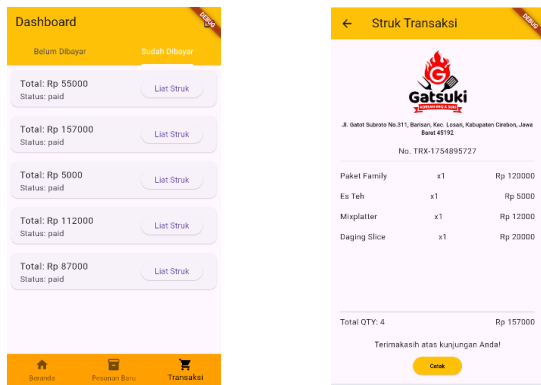 Dashboard
DEBUG
Belum Dibayar
Sudah Dibayar
Total: Rp 55000
Status: paid
Liat Struk
Total: Rp 157000
Status: paid
Liat Struk
Total: Rp 5000
Status: paid
Liat Struk
Total: Rp 112000
Status: paid
Liat Struk
Total: Rp 87000
Status: paid
Liat Struk
Beranda
Pesanan Baru
Transaksi
Struk Transaksi
DEBUG
Gatsuki
KOREAN BBQ & SUKI
Jl. Gatot Subroto No.311, Barisan, Kec. Losari, Kabupaten Cirebon, Jawa
Barat 45192
No. TRX-1754895727
Paket Family x1 Rp 120000
Es Teh x1 Rp 5000
Mixplatter x1 Rp 12000
Daging Slice x1 Rp 20000
Total QTY: 4 Rp 157000
Terimakasih atas kunjungan Anda!
Cetak